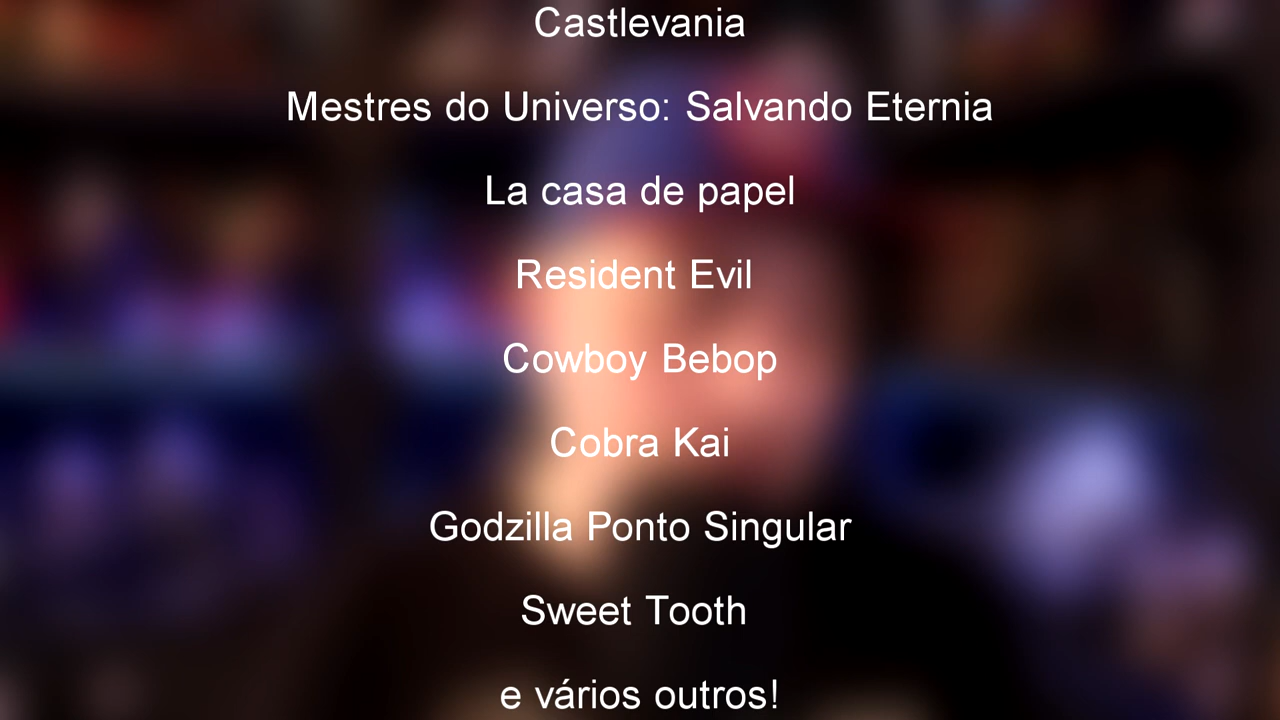 Castlevania
Mestres do Universo: Salvando Eternia
La casa de papel
Resident Evil
Cowboy Bebop
Cobra Kai
Godzilla Ponto Singular
Sweet Tooth
e vários outros!